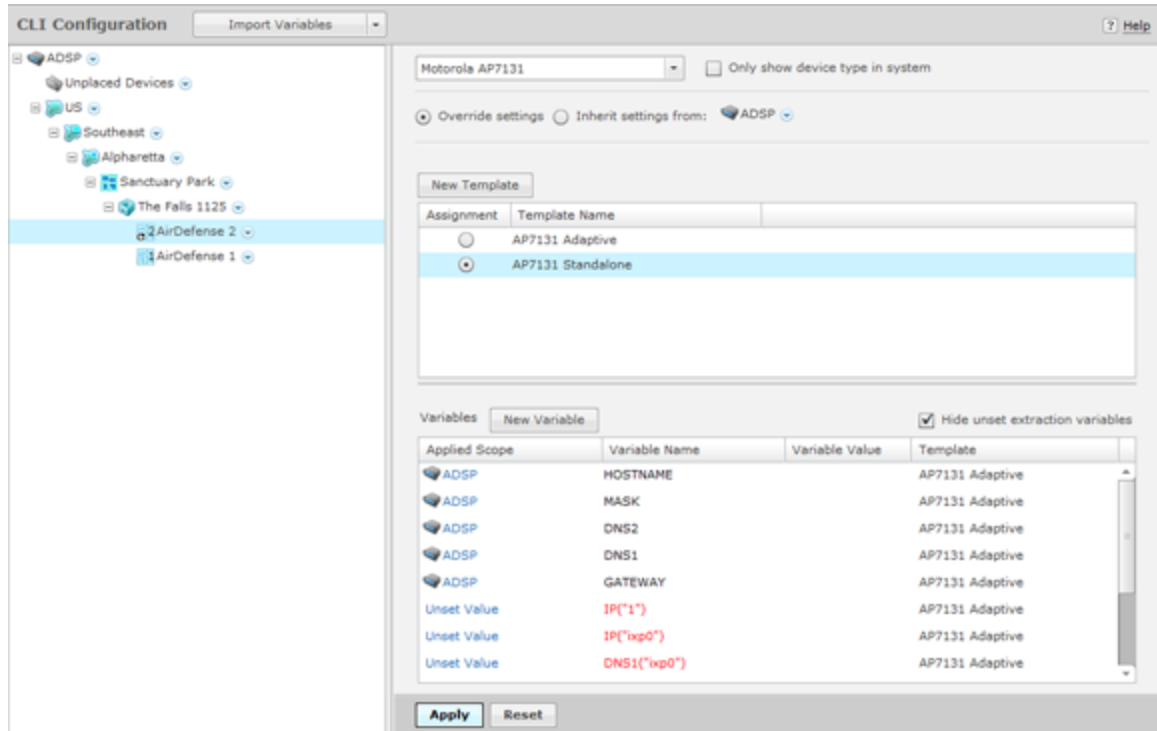 CLI Configuration Import Variables ? Help
ADSP
Unplaced Devices
US
Southeast
Alpharetta
Sanctuary Park
The Falls 1125
2 AirDefense 2
1 AirDefense 1
Motorola AP7131 Only show device type in system
Override settings Inherit settings from: ADSP
New Template
Assignment Template Name
AP7131 Adaptive
AP7131 Standalone
Variables New Variable Hide unset extraction variables
Applied Scope Variable Name Variable Value Template
ADSP HOSTNAME AP7131 Adaptive
ADSP MASK AP7131 Adaptive
ADSP DNS2 AP7131 Adaptive
ADSP DNS1 AP7131 Adaptive
ADSP GATEWAY AP7131 Adaptive
Unset Value IP("1") AP7131 Adaptive
Unset Value IP("ixp0") AP7131 Adaptive
Unset Value DNS1("ixp0") AP7131 Adaptive
Apply Reset